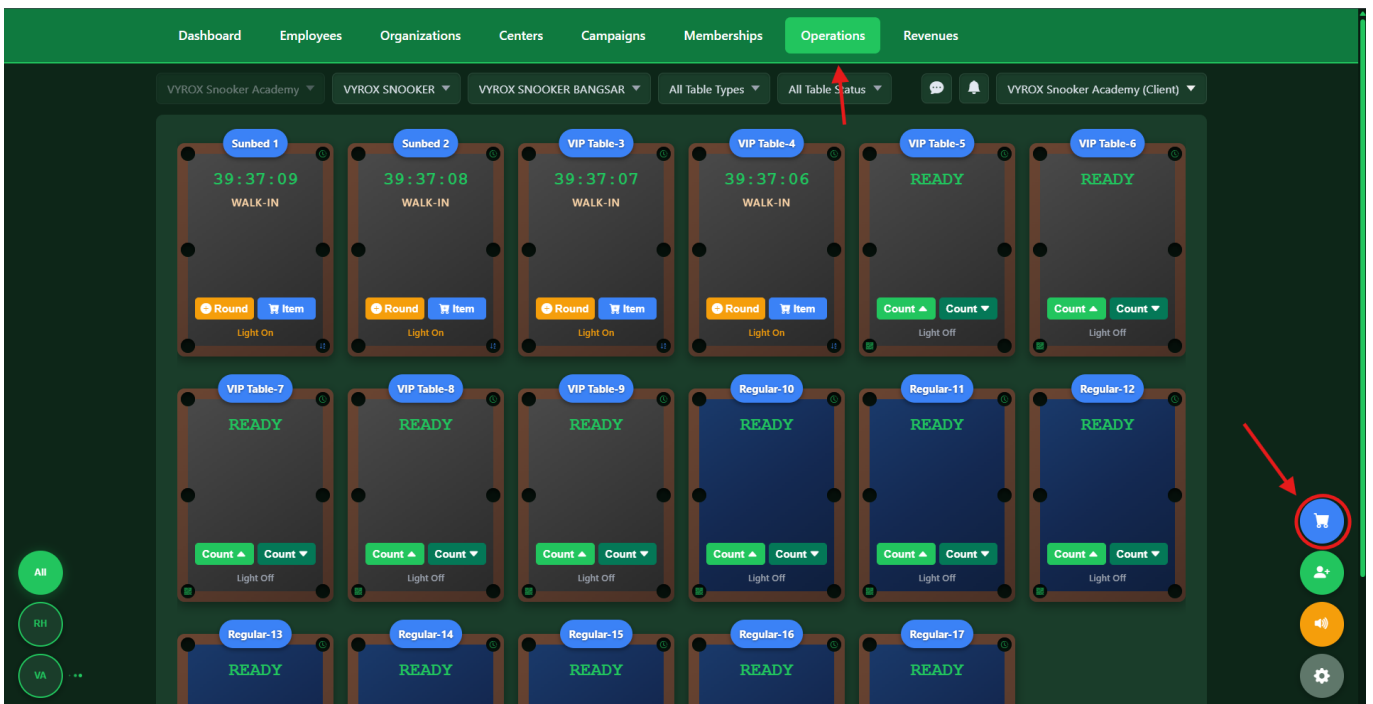 Dashboard Employees Organizations Centers Campaigns Memberships Operations Revenues
VYROX Snooker Academy VYROX SNOOKER VYROX SNOOKER BANGSAR All Table Types All Table Status VYROX Snooker Academy (Client)
Sunbed 1 Sunbed 2 VIP Table-3 VIP Table-4 VIP Table-5 VIP Table-6
39:37:09 39:37:08 39:37:07 39:37:06 READY READY
WALK-IN WALK-IN WALK-IN WALK-IN
Round Item Round Item Round Item Round Item Count Count Count Count
Light On Light On Light On Light On Light Off Light Off
VIP Table-7 VIP Table-8 VIP Table-9 Regular-10 Regular-11 Regular-12
READY READY READY READY READY READY
Count Count Count Count Count Count Count Count Count Count Count Count
Light Off Light Off Light Off Light Off Light Off Light Off
All
RH
VA
Regular-13 Regular-14 Regular-15 Regular-16 Regular-17
READY READY READY READY READY